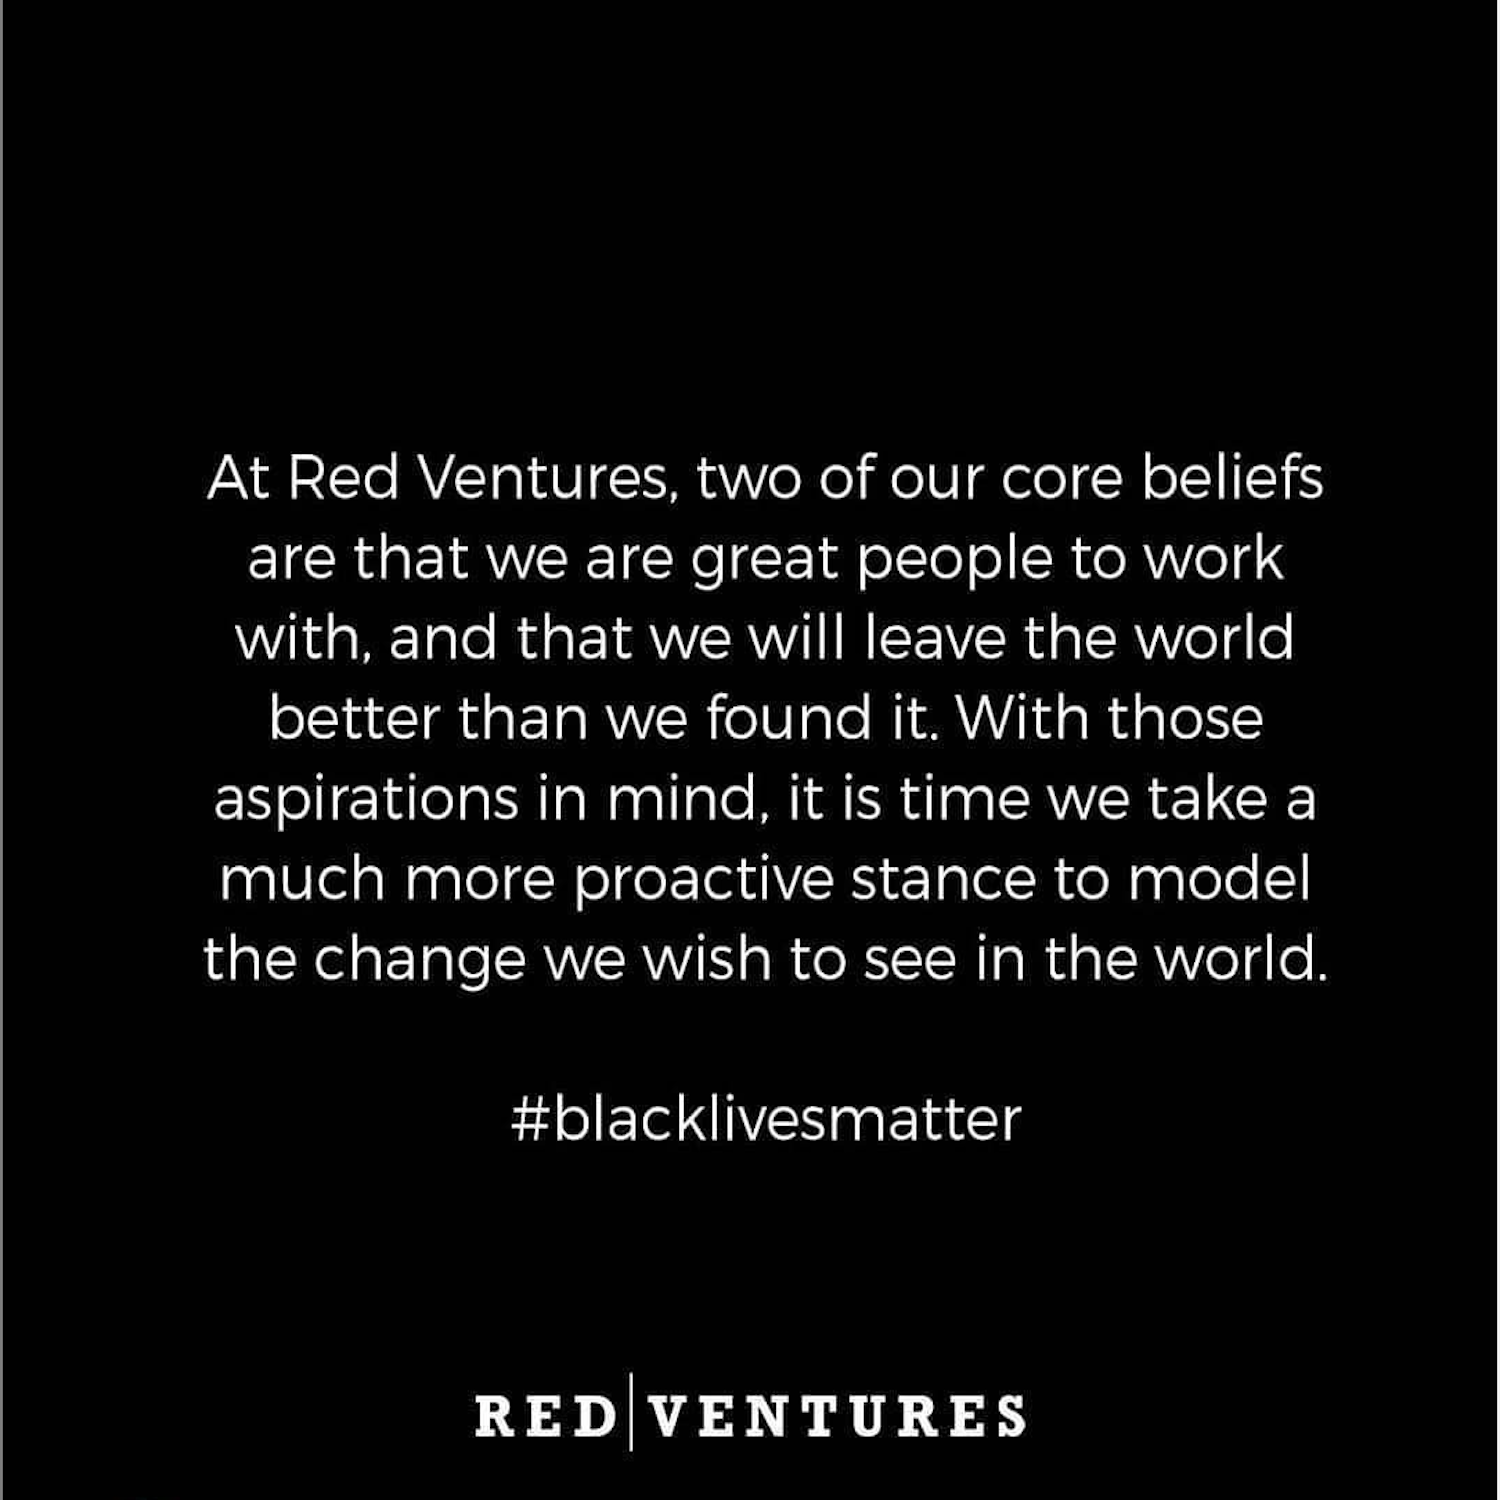 At Red Ventures, two of our core beliefs
are that we are great people to work
with, and that we will leave the world
better than we found it. With those
aspirations in mind, it is time we take a
much more proactive stance to model
the change we wish to see in the world.
#blacklivesmatter
RED|VENTURES